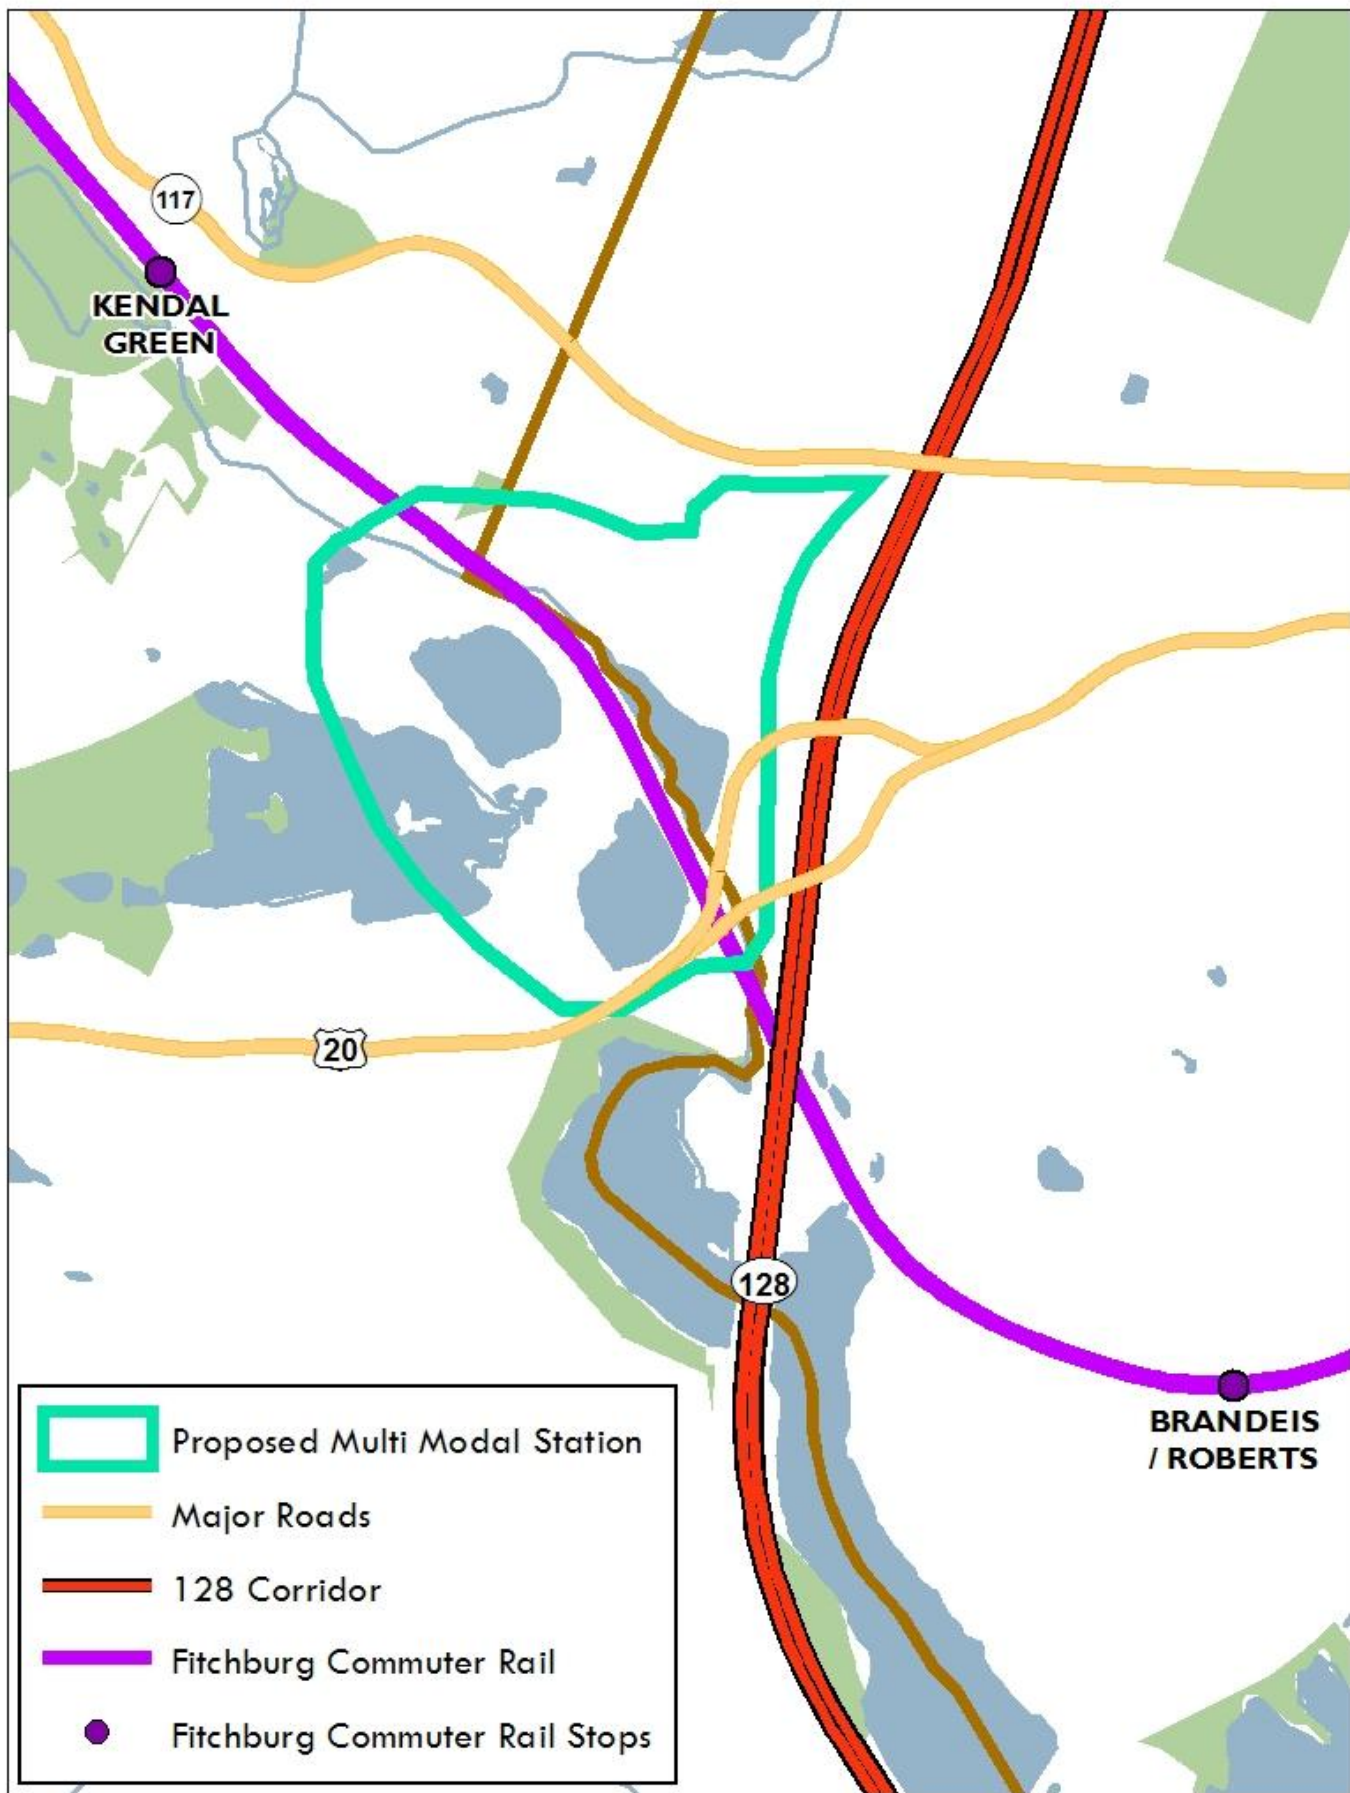 117
KENDAL
GREEN
20
128
BRANDEIS
/ ROBERTS
Proposed Multi Modal Station
Major Roads
128 Corridor
Fitchburg Commuter Rail
Fitchburg Commuter Rail Stops